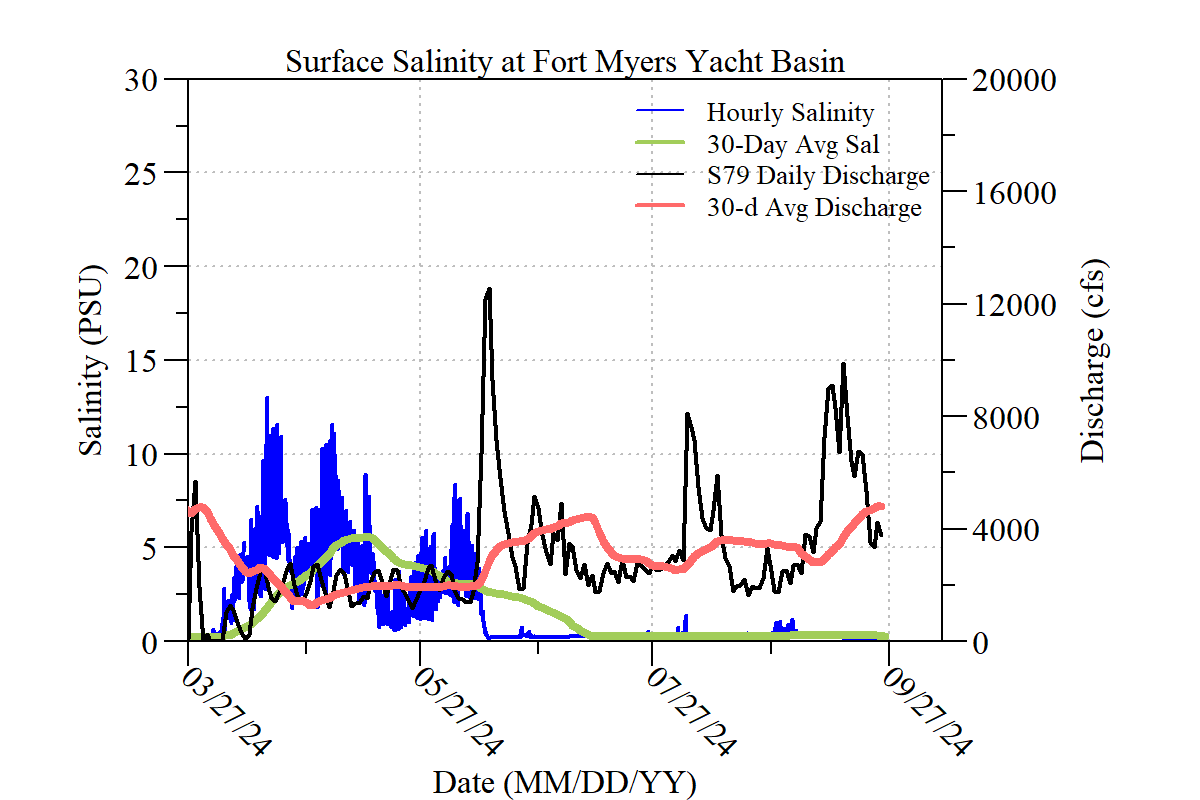 Surface Salinity at Fort Myers Yacht Basin
30
25
20
15
10
5
0
Salinity (PSU)
Hourly Salinity
30-Day Avg Sal
S79 Daily Discharge
30-d Avg Discharge
20000
16000
12000
8000
4000
0
Discharge (cfs)
03/27/24
05/27/24
07/27/24
09/27/24
Date (MM/DD/YY)